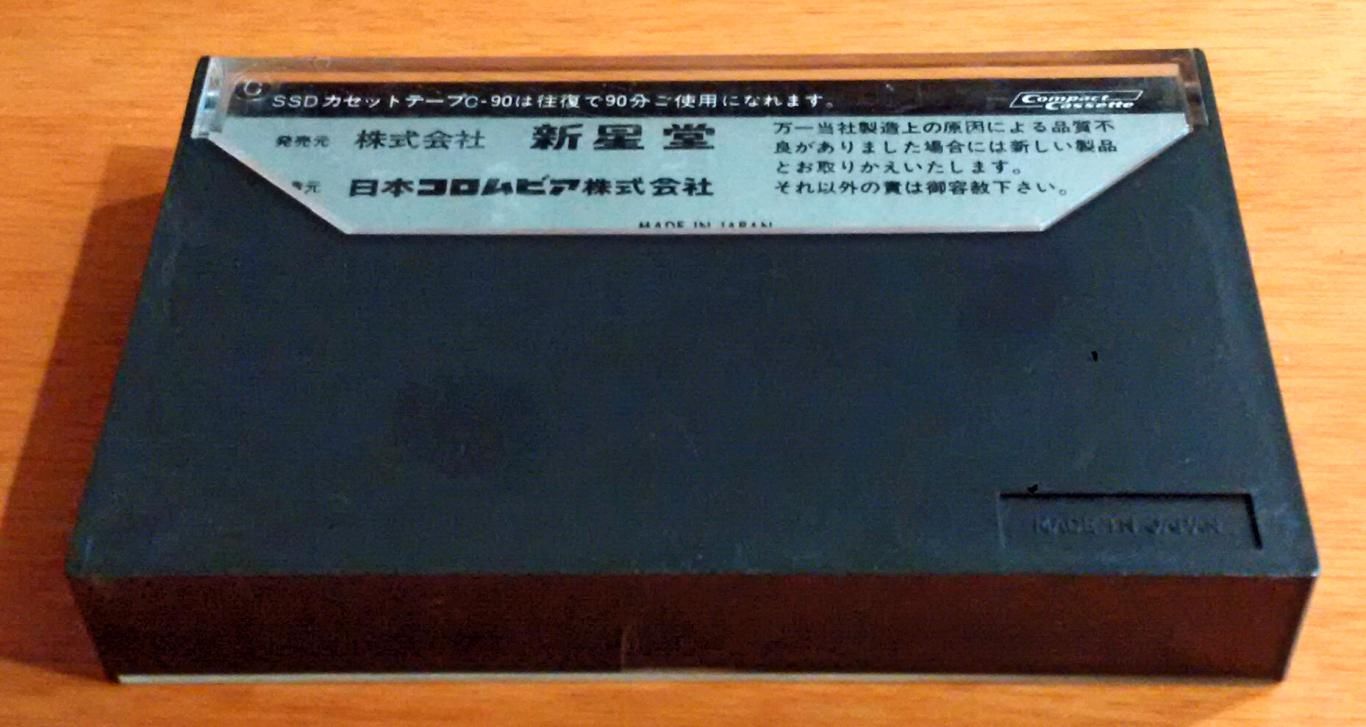 SSDカセットテープC-90は往復で90分ご使用になれます。
Compact Cassette
発売元 株式会社 新星堂
元 日本コロムビア株式会社
万一当社製造上の原因による品質不
良がありました場合には新しい製品
とお取りかえいたします。
それ以外の責は御容赦下さい。
MADE IN JAPAN
MADE IN JAPAN